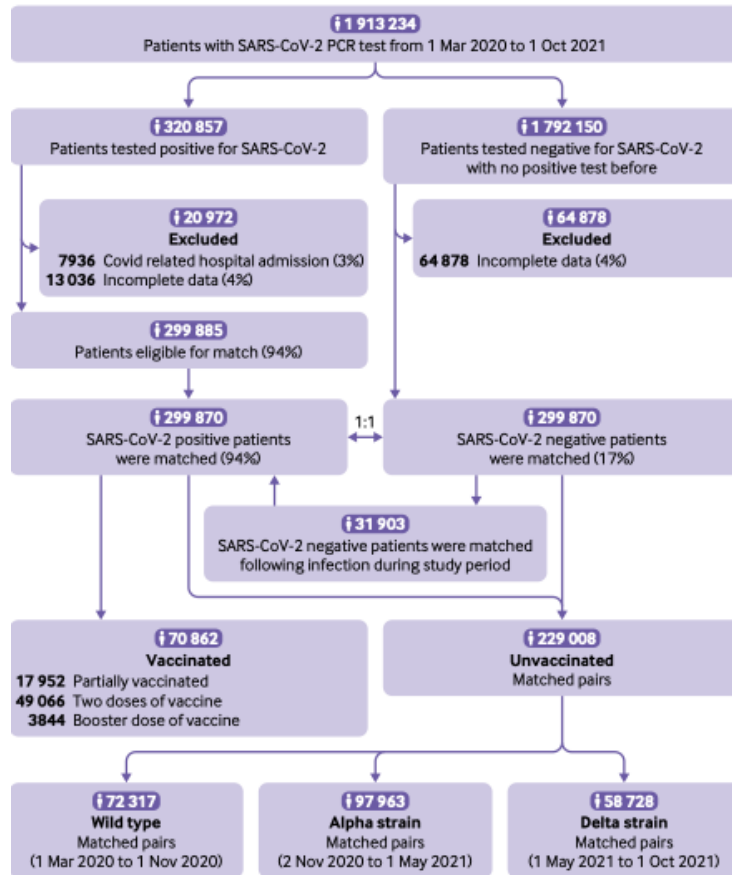 1 913 234
Patients with SARS-CoV-2 PCR test from 1 Mar 2020 to 1 Oct 2021
320 857
Patients tested positive for SARS-CoV-2
1 792 150
Patients tested negative for SARS-CoV-2
with no positive test before
20 972
Excluded
7936 Covid related hospital admission (3%)
13 036 Incomplete data (4%)
64 878
Excluded
64 878 Incomplete data (4%)
299 885
Patients eligible for match (94%)
299 870
SARS-CoV-2 positive patients
were matched (94%)
1:1
299 870
SARS-CoV-2 negative patients
were matched (17%)
31 903
SARS-CoV-2 negative patients were matched
following infection during study period
70 862
Vaccinated
17 952 Partially vaccinated
49 066 Two doses of vaccine
3844 Booster dose of vaccine
229 008
Unvaccinated
Matched pairs
72 317
Wild type
Matched pairs
(1 Mar 2020 to 1 Nov 2020)
97 963
Alpha strain
Matched pairs
(2 Nov 2020 to 1 May 2021)
58 728
Delta strain
Matched pairs
(1 May 2021 to 1 Oct 2021)